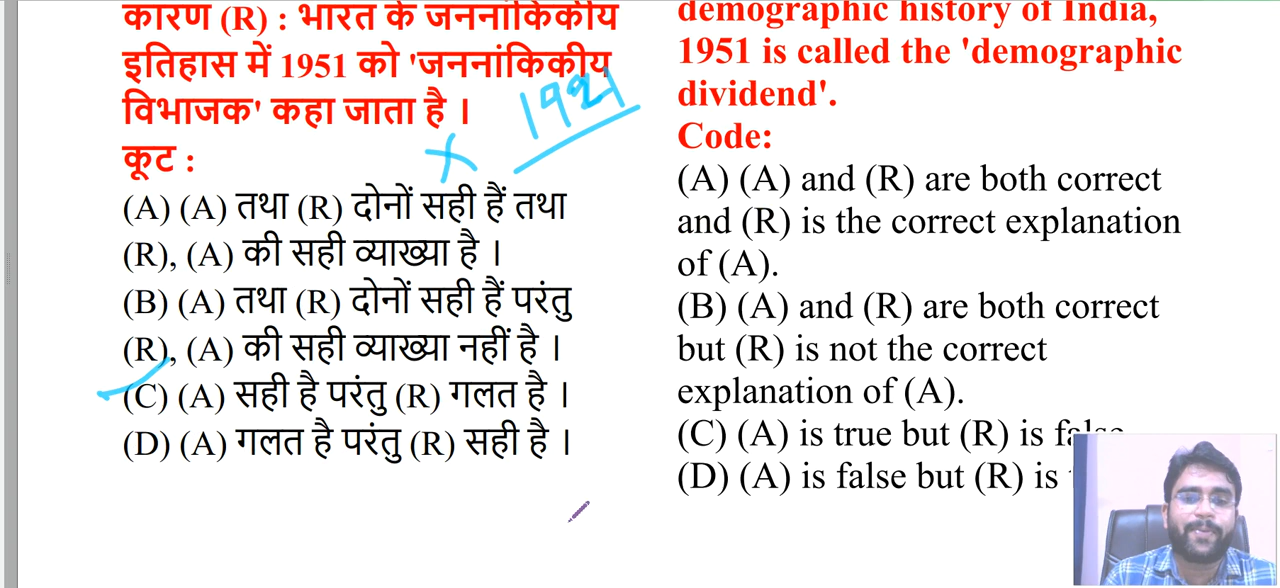 कारण (R) : भारत के जननांकिकीय
इतिहास में 1951 को 'जननांकिकीय
विभाजक' कहा जाता है ।
1921
कूट :
(A) (A) तथा (R) दोनों सही हैं तथा
(R), (A) की सही व्याख्या है ।
(B) (A) तथा (R) दोनों सही हैं परंतु
(R), (A) की सही व्याख्या नहीं है ।
(C) (A) सही है परंतु (R) गलत है ।
(D) (A) गलत है परंतु (R) सही है ।
demographic history of India,
1951 is called the 'demographic
dividend'.
Code:
(A) (A) and (R) are both correct
and (R) is the correct explanation
of (A).
(B) (A) and (R) are both correct
but (R) is not the correct
explanation of (A).
(C) (A) is true but (R) is false
(D) (A) is false but (R) is